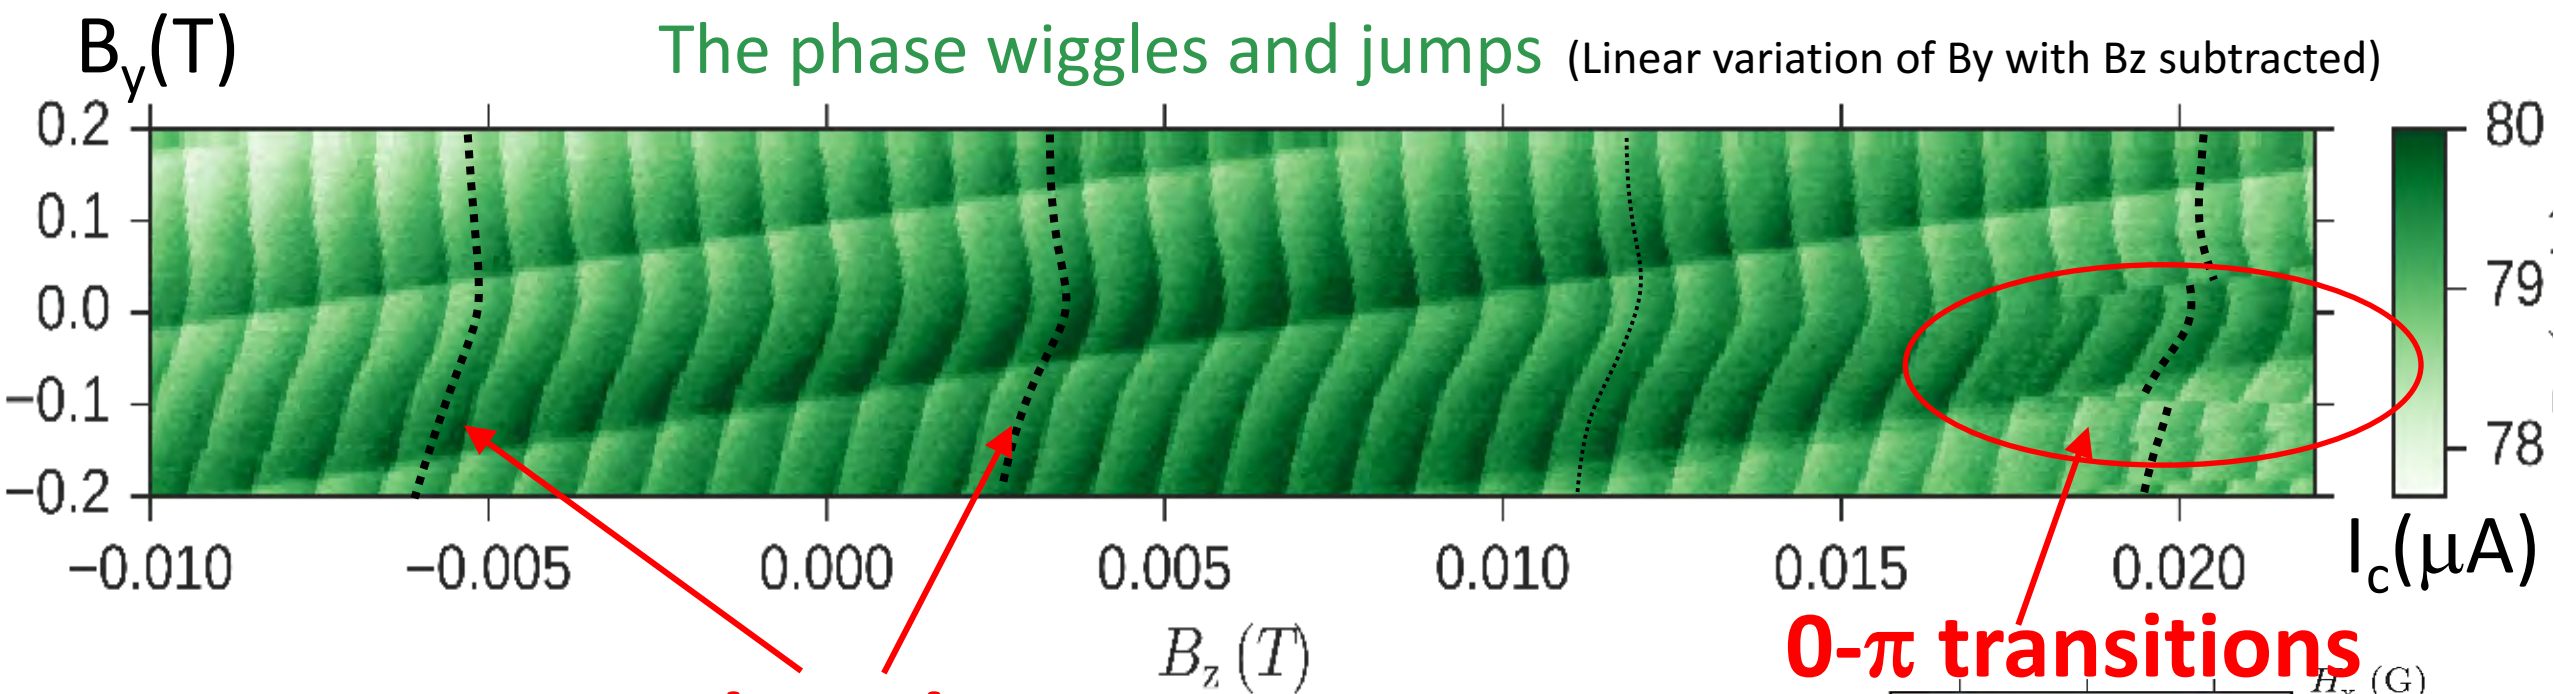 By(T)
The phase wiggles and jumps (Linear variation of By with Bz subtracted)
0.2
0.1
0.0
−0.1
−0.2
80
79
78
−0.010 −0.005 0.000 0.005 0.010 0.015 0.020
Ic(μA)
Bz (T)
0-π transitions
Hx (G)